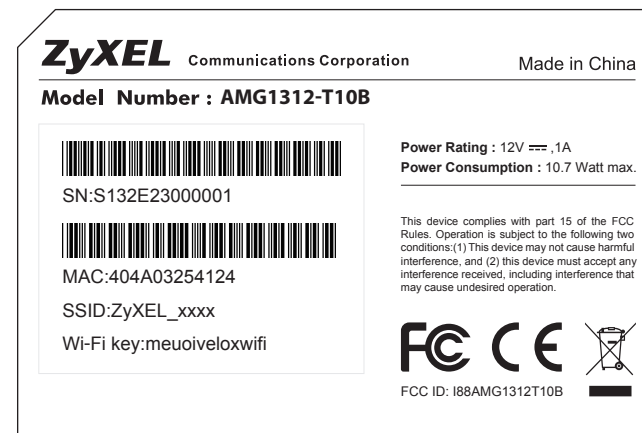 ZyXEL Communications Corporation
Made in China
Model Number : AMG1312-T10B
SN:S132E23000001
MAC:404A03254124
SSID:ZyXEL_xxxx
Wi-Fi key:meuoiveloxwifi
Power Rating : 12V ⎓ ,1A
Power Consumption : 10.7 Watt max.
This device complies with part 15 of the FCC
Rules. Operation is subject to the following two
conditions:(1) This device may not cause harmful
interference, and (2) this device must accept any
interference received, including interference that
may cause undesired operation.
FC CE
FCC ID: I88AMG1312T10B